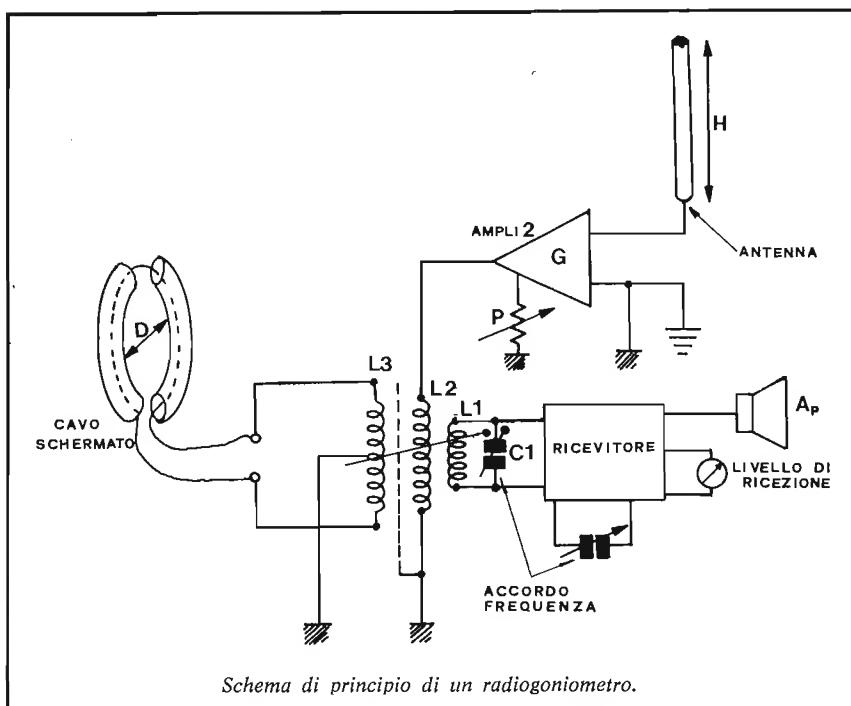 H
AMPLI 2
G
ANTENNA
P
D
L3
L2
L1
CAVO
SCHERMATO
C1
RICEVITORE
Ap
LIVELLO DI
RICEZIONE
ACCORDO
FREQUENZA
Schema di principio di un radiogoniometro.